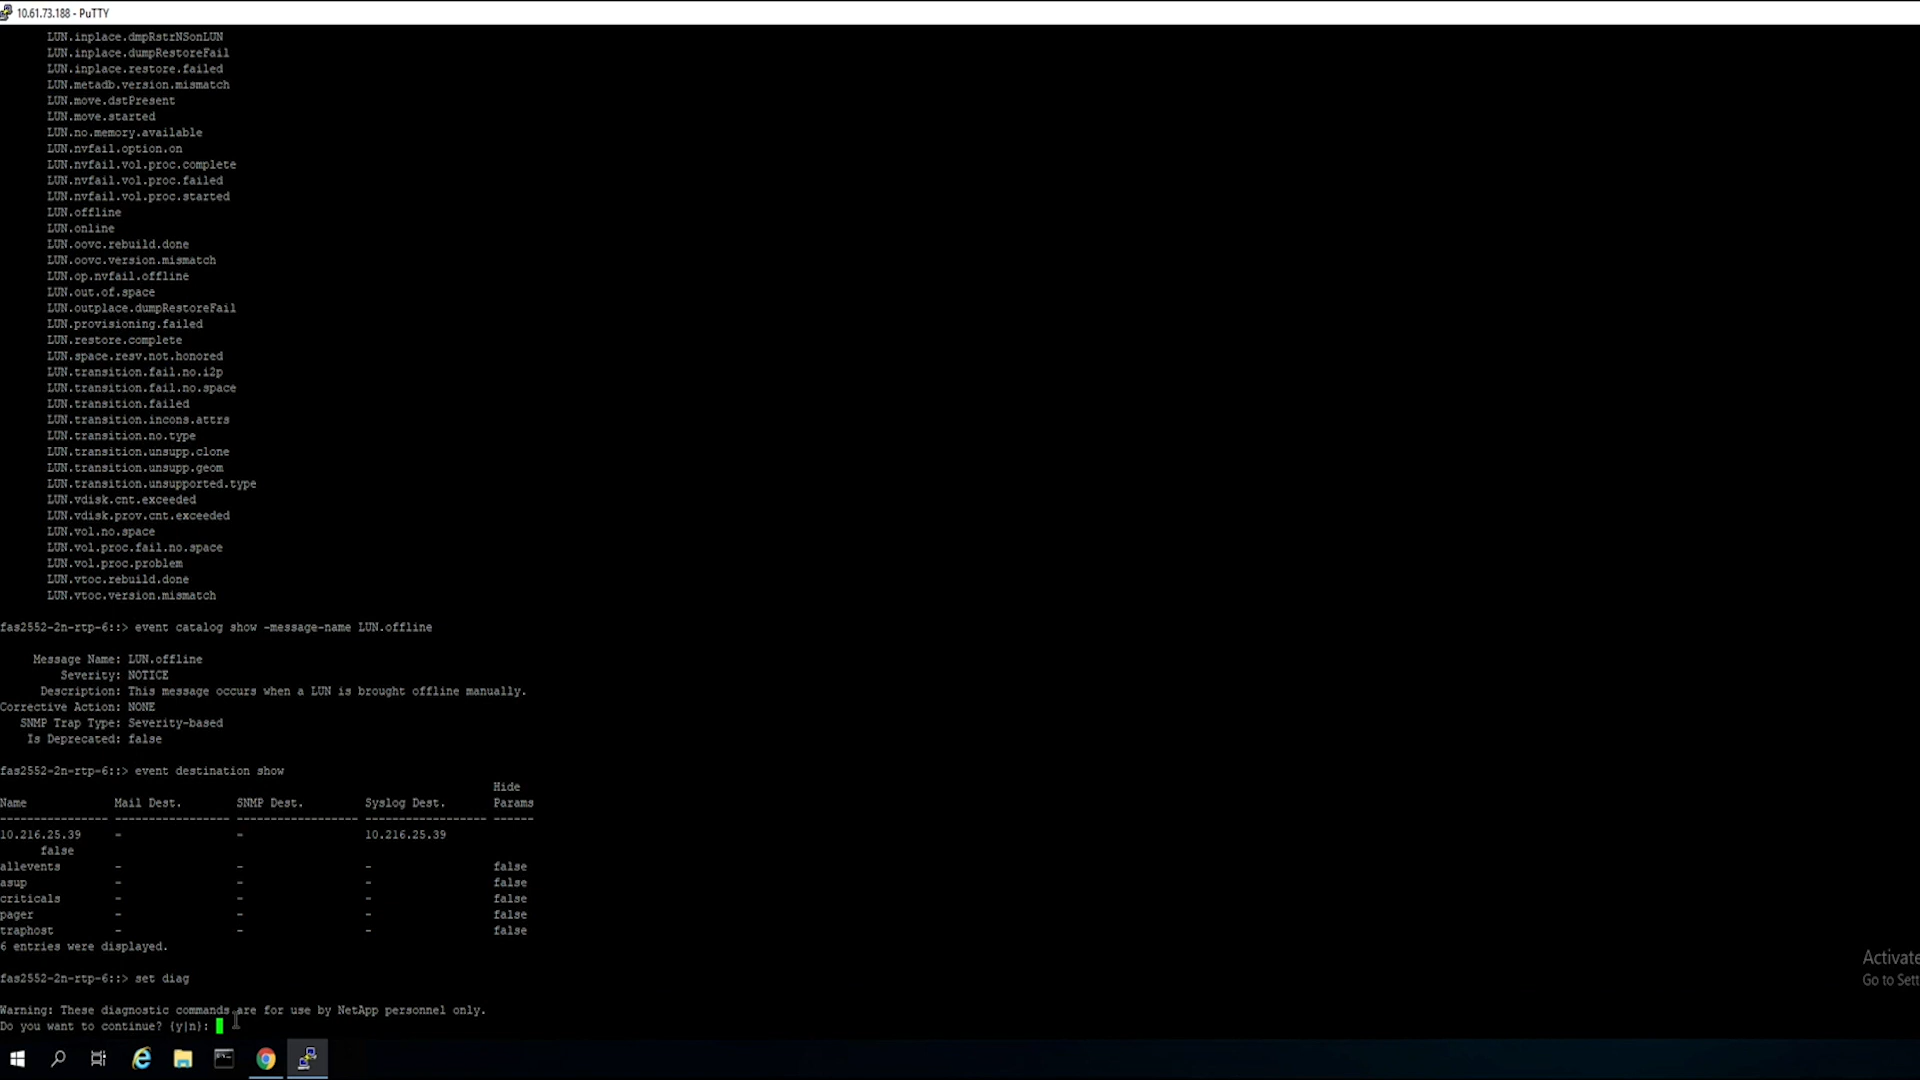 10.61.73.188 - PuTTY
LUN.inplace.dmpRstrNSonLUN
LUN.inplace.dumpRestoreFail
LUN.inplace.restore.failed
LUN.metadb.version.mismatch
LUN.move.dstPresent
LUN.move.started
LUN.no.memory.available
LUN.nvfail.option.on
LUN.nvfail.vol.proc.complete
LUN.nvfail.vol.proc.failed
LUN.nvfail.vol.proc.started
LUN.offline
LUN.online
LUN.oovc.rebuild.done
LUN.oovc.version.mismatch
LUN.op.nvfail.offline
LUN.out.of.space
LUN.outplace.dumpRestoreFail
LUN.provisioning.failed
LUN.restore.complete
LUN.space.resv.not.honored
LUN.transition.fail.no.i2p
LUN.transition.fail.no.space
LUN.transition.failed
LUN.transition.incons.attrs
LUN.transition.no.type
LUN.transition.unsupp.clone
LUN.transition.unsupp.geom
LUN.transition.unsupported.type
LUN.vdisk.cnt.exceeded
LUN.vdisk.prov.cnt.exceeded
LUN.vol.no.space
LUN.vol.proc.fail.no.space
LUN.vol.proc.problem
LUN.vtoc.rebuild.done
LUN.vtoc.version.mismatch
fas2552-2n-rtp-6::> event catalog show -message-name LUN.offline
Message Name: LUN.offline
Severity: NOTICE
Description: This message occurs when a LUN is brought offline manually.
Corrective Action: NONE
SNMP Trap Type: Severity-based
Is Deprecated: false
fas2552-2n-rtp-6::> event destination show
Hide
Name Mail Dest. SNMP Dest. Syslog Dest. Params
---------------- ----------------- ------------------ ------------------ ------
10.216.25.39 - - 10.216.25.39
false
allevents - - - false
asup - - - false
criticals - - - false
pager - - - false
traphost - - - false
6 entries were displayed.
fas2552-2n-rtp-6::> set diag
Warning: These diagnostic commands are for use by NetApp personnel only.
Do you want to continue? {y|n}:
Activate
Go to Sett